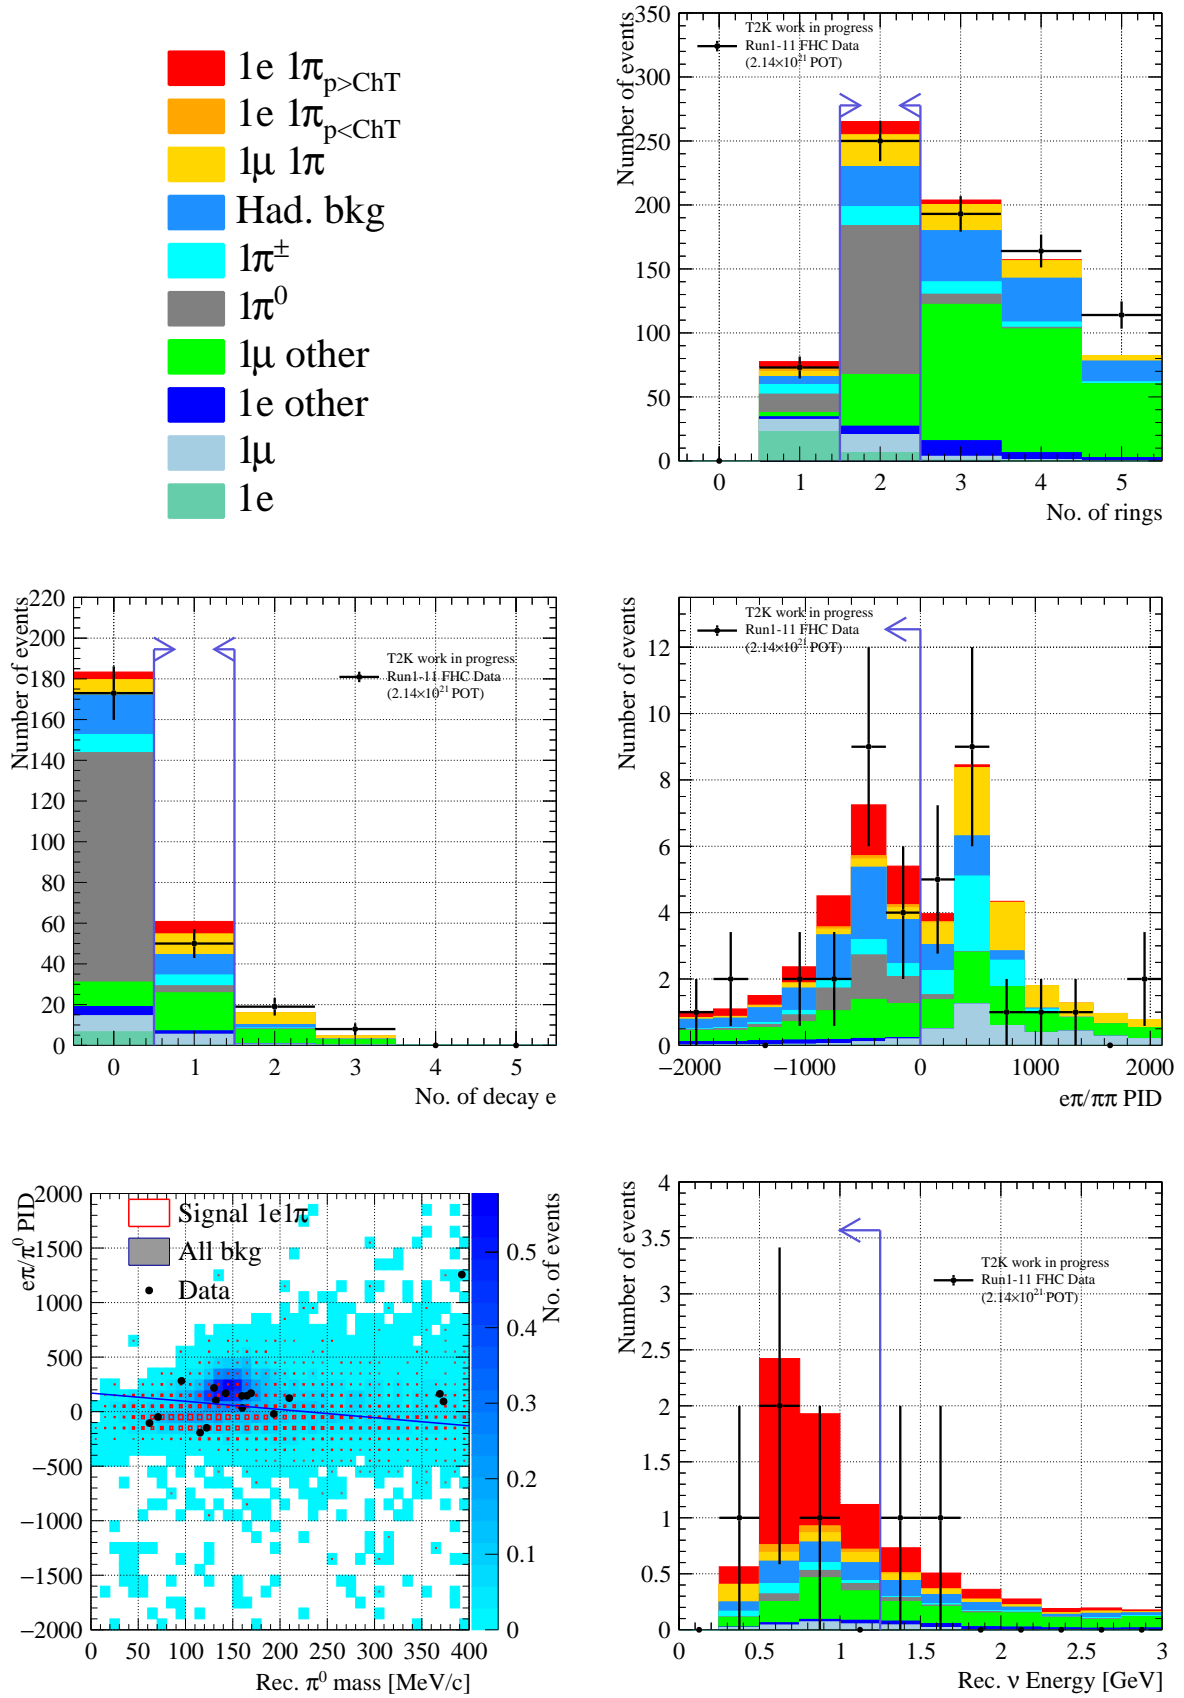 1e 1π p>ChT
1e 1π p<ChT
1μ 1π
Had. bkg
1π±
1π0
1μ other
1e other
1μ
1e
Number of events
350
300
250
200
150
100
50
0
T2K work in progress
Run1-11 FHC Data
(2.14×10^21 POT)
0 1 2 3 4 5
No. of rings
Number of events
220
200
180
160
140
120
100
80
60
40
20
0
T2K work in progress
Run1-11 FHC Data
(2.14×10^21 POT)
0 1 2 3 4 5
No. of decay e
Number of events
12
10
8
6
4
2
0
T2K work in progress
Run1-11 FHC Data
(2.14×10^21 POT)
−2000 −1000 0 1000 2000
eπ/ππ PID
eπ/π0 PID
2000
1500
1000
500
0
−500
−1000
−1500
−2000
Signal 1e1π
All bkg
Data
0 50 100 150 200 250 300 350 400
Rec. π0 mass [MeV/c]
No. of events
0.5
0.4
0.3
0.2
0.1
0
Number of events
4
3.5
3
2.5
2
1.5
1
0.5
0
T2K work in progress
Run1-11 FHC Data
(2.14×10^21 POT)
0 0.5 1 1.5 2 2.5 3
Rec. ν Energy [GeV]